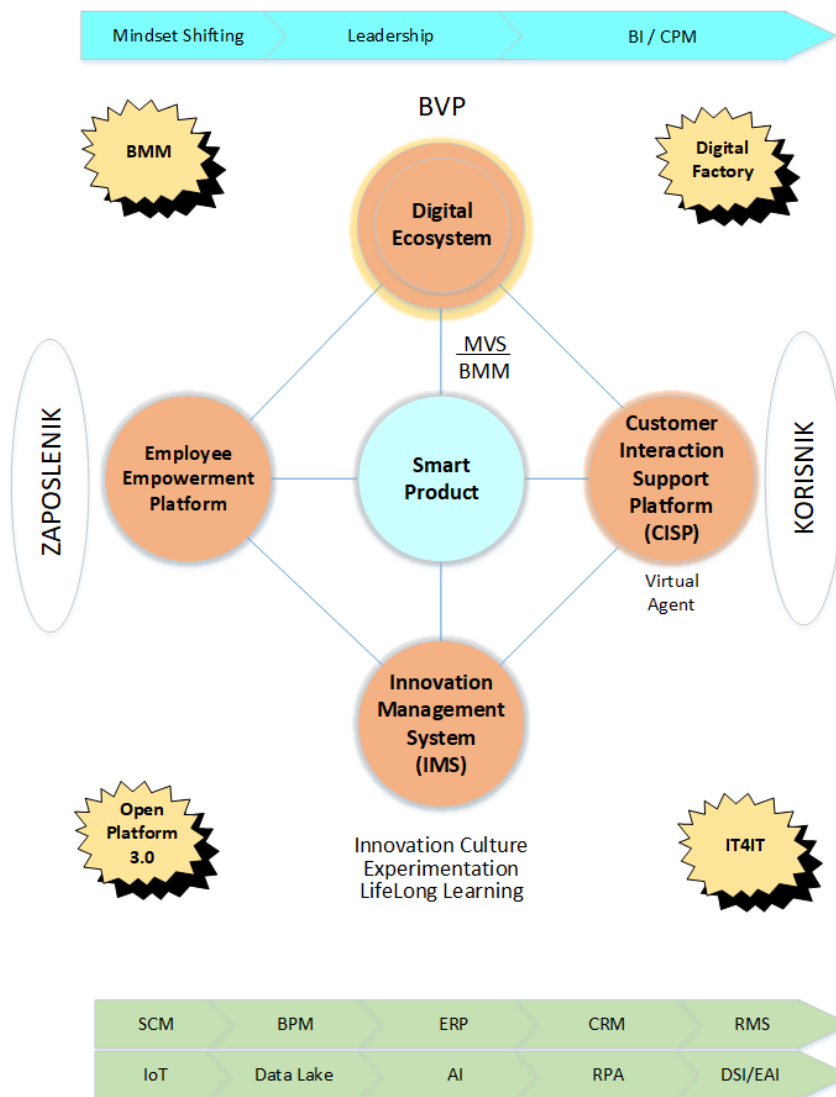 Mindset Shifting Leadership BI / CPM
BVP
BMM
Digital
Factory
Digital
Ecosystem
MVS
BMM
ZAPOSLENIK
Employee
Empowerment
Platform
Smart
Product
Customer
Interaction
Support
Platform
(CISP)
KORISNIK
Virtual
Agent
Innovation
Management
System
(IMS)
Open
Platform
3.0
IT4IT
Innovation Culture
Experimentation
LifeLong Learning
SCM BPM ERP CRM RMS
IoT Data Lake AI RPA DSI/EAI